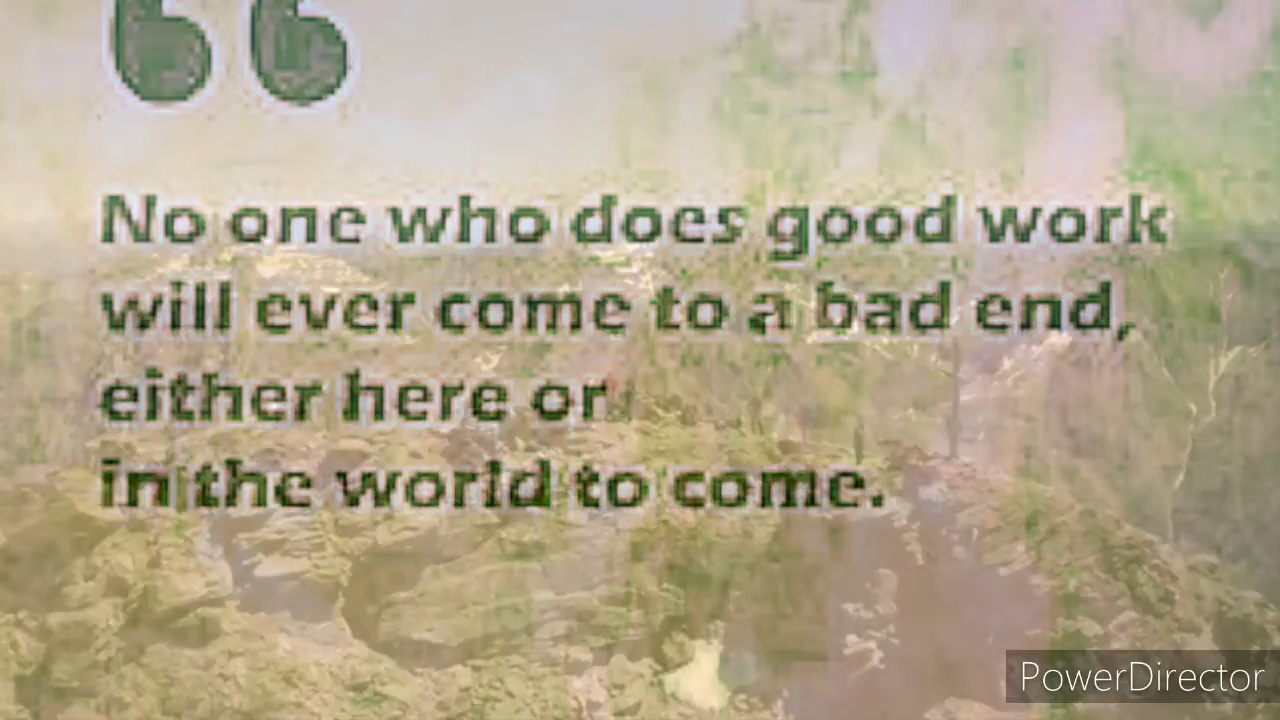 “
No one who does good work
will ever come to a bad end,
either here or
in the world to come.
PowerDirector